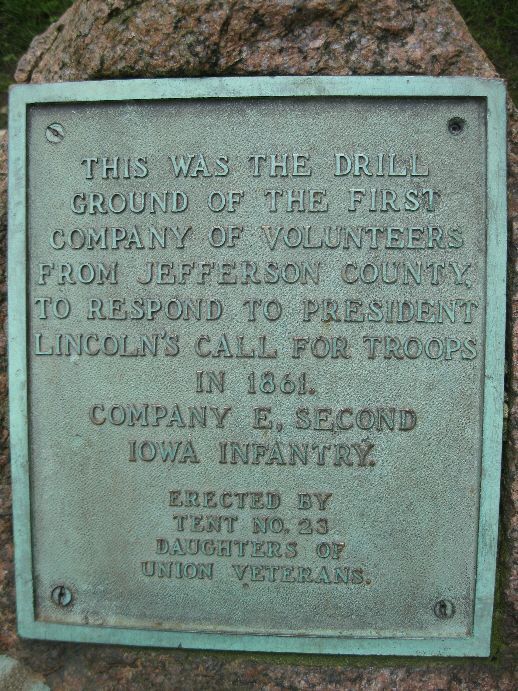 THIS WAS THE DRILL
GROUND OF THE FIRST
COMPANY OF VOLUNTEERS
FROM JEFFERSON COUNTY,
TO RESPOND TO PRESIDENT
LINCOLN'S CALL FOR TROOPS
IN 1861.
COMPANY E, SECOND
IOWA INFANTRY.
ERECTED BY
TENT NO. 23
DAUGHTERS OF
UNION VETERANS.